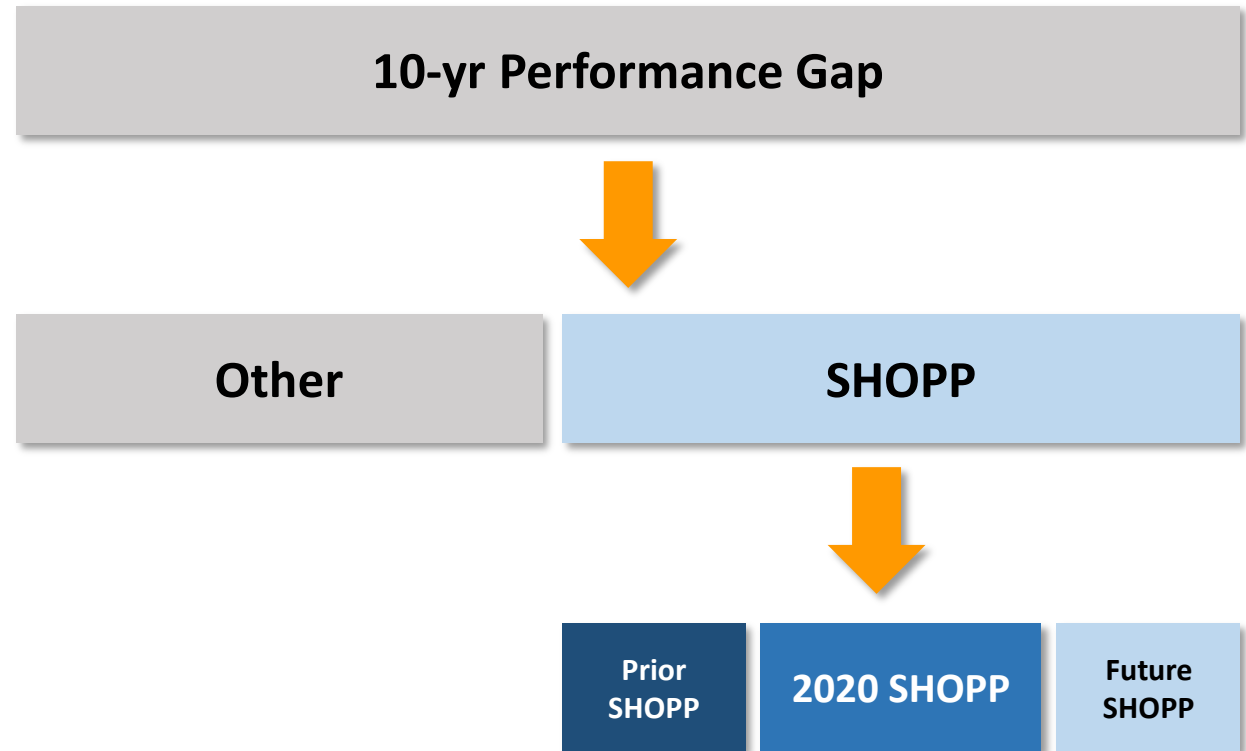 10-yr Performance Gap
Other
SHOPP
Prior
SHOPP
2020 SHOPP
Future
SHOPP